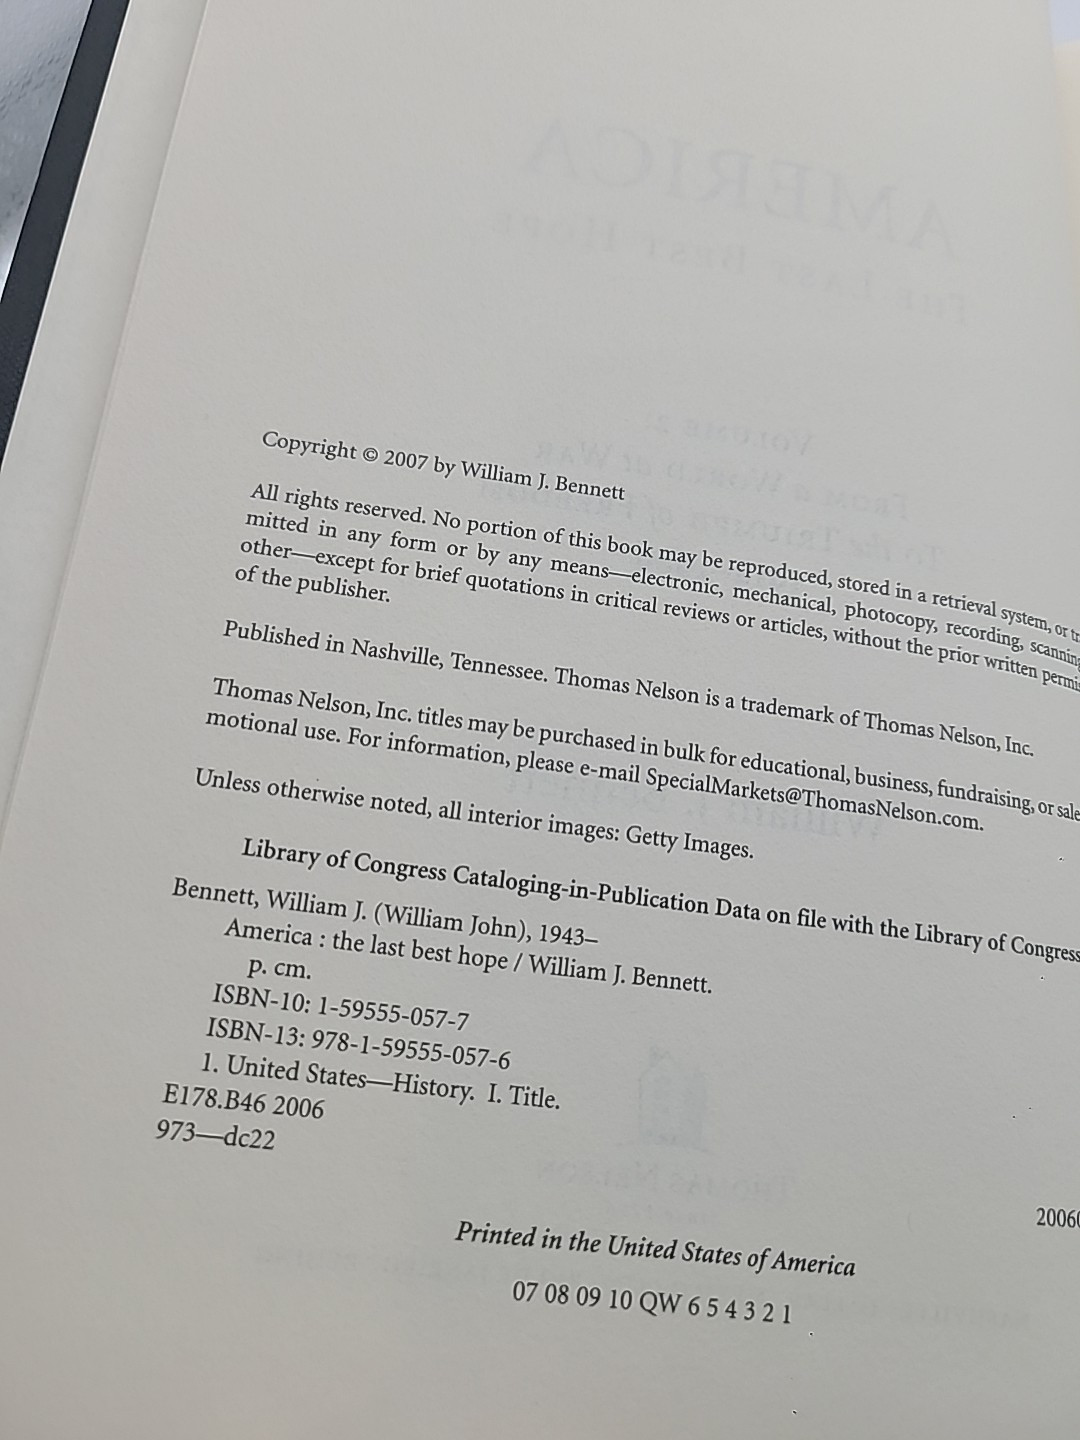 Copyright © 2007 by William J. Bennett
All rights reserved. No portion of this book may be reproduced, stored in a retrieval system, or
mitted in any form or by any means—electronic, mechanical, photocopy, recording, scanning
other—except for brief quotations in critical reviews or articles, without the prior written
of the publisher.
Published in Nashville, Tennessee. Thomas Nelson is a trademark of Thomas Nelson, Inc.
Thomas Nelson, Inc. titles may be purchased in bulk for educational, business, fundraising, or sale
motional use. For information, please e-mail SpecialMarkets@ThomasNelson.com.
Unless otherwise noted, all interior images: Getty Images.
Library of Congress Cataloging-in-Publication Data on file with the Library of Congress
Bennett, William J. (William John), 1943–
America : the last best hope / William J. Bennett.
p. cm.
ISBN-10: 1-59555-057-7
ISBN-13: 978-1-59555-057-6
1. United States—History. I. Title.
E178.B46 2006
973—dc22
20060
Printed in the United States of America
07 08 09 10 QW 6 5 4 3 2 1